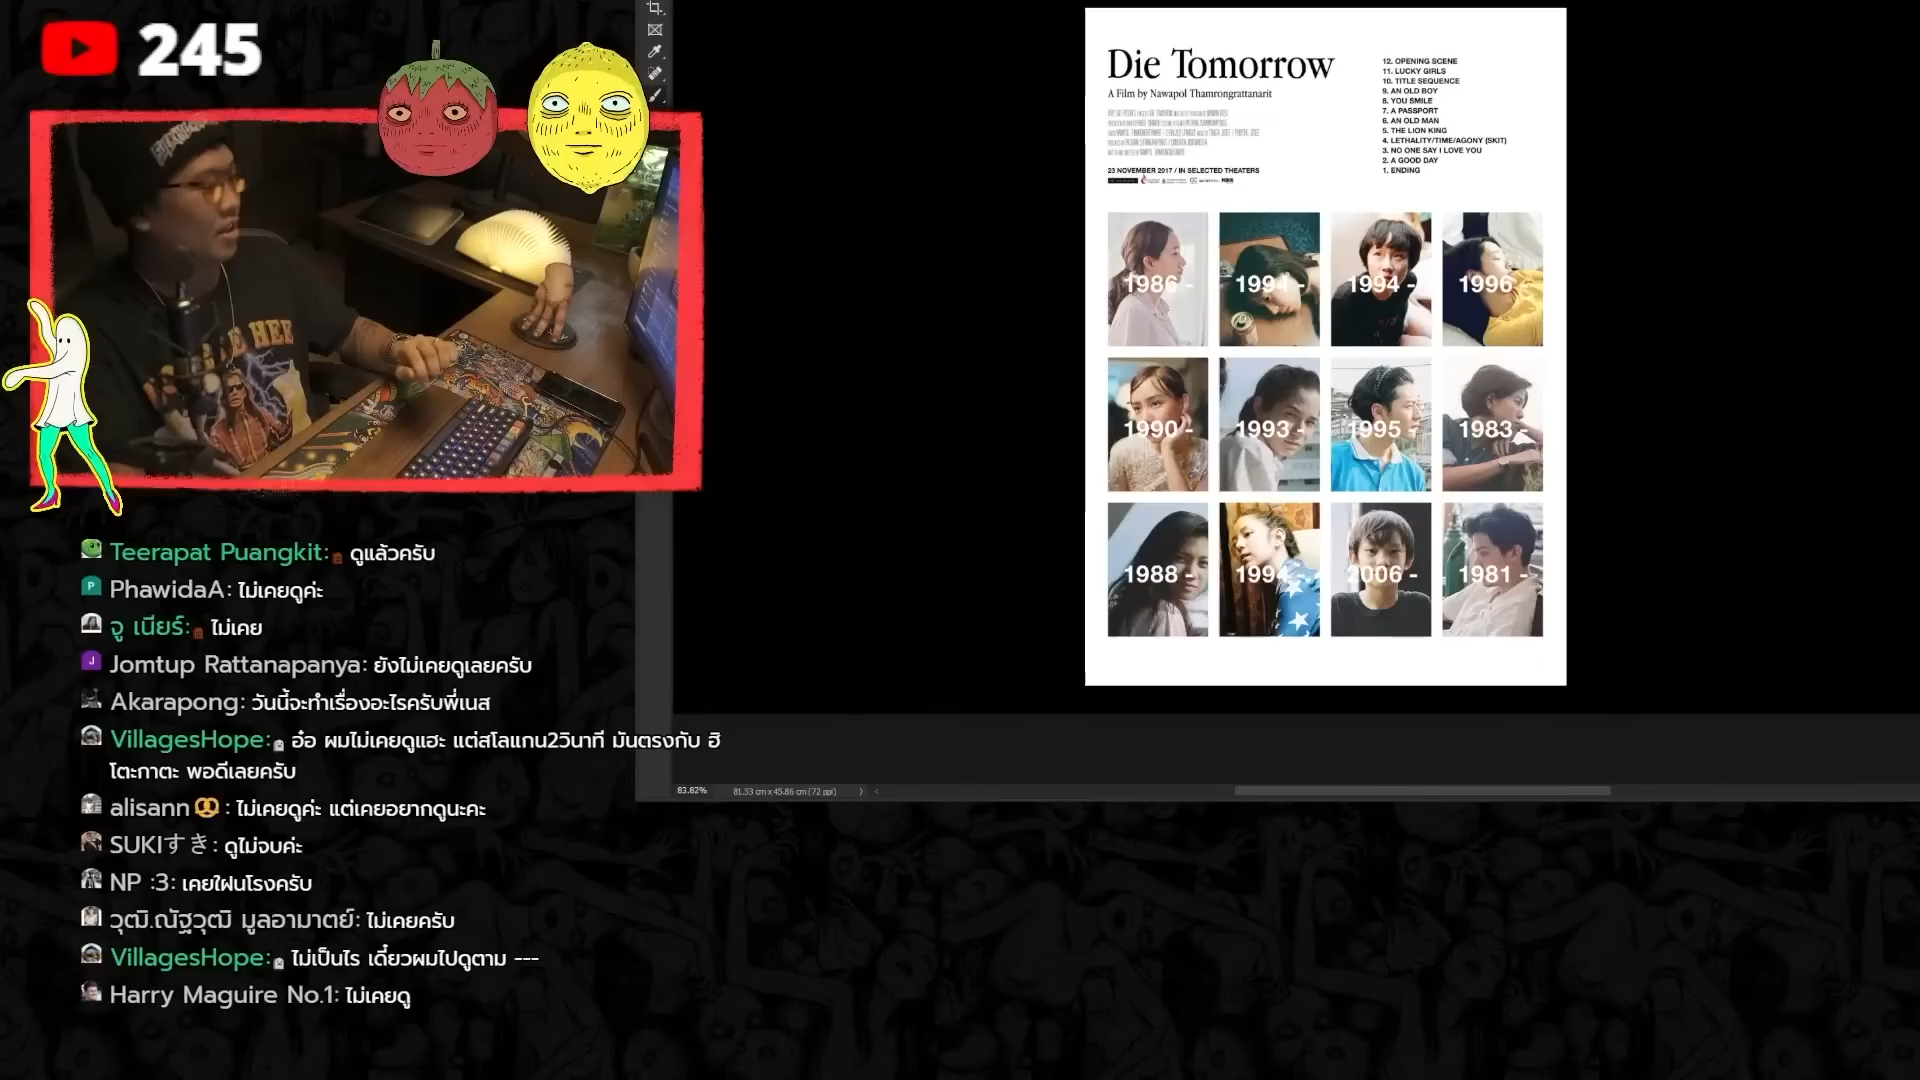 245
Teerapat Puangkit: ดูแล้วครับ
PhawidaA: ไม่เคยดูค่ะ
จู เนียร์: ไม่เคย
Jomtup Rattanapanya: ยังไม่เคยดูเลยครับ
Akarapong: วันนี้จะทำเรื่องอะไรครับพี่เนส
VillagesHope: อ๋อ ผมไม่เคยดูแฮะ แต่สโลแกน2วินาที มันตรงกับ ฮิ
โตะกาตะ พอดีเลยครับ
alisann🥨 : ไม่เคยดูค่ะ แต่เคยอยากดูนะคะ
SUKIすき: ดูไม่จบค่ะ
NP :3: เคยใฝนโรงครับ
วุฒิ.ณัฐวุฒิ มูลอามาตย์: ไม่เคยครับ
VillagesHope: ไม่เป็นไร เดี๋ยวผมไปดูตาม ---
Harry Maguire No.1: ไม่เคยดู
Die Tomorrow
A Film by Nawapol Thamrongrattanarit
23 NOVEMBER 2017 / IN SELECTED THEATERS
12. OPENING SCENE
11. LUCKY GIRLS
10. TITLE SEQUENCE
9. AN OLD BOY
8. YOU SMILE
7. A PASSPORT
6. AN OLD MAN
5. THE LION KING
4. LETHALITY/TIME/AGONY (SKIT)
3. NO ONE SAY I LOVE YOU
2. A GOOD DAY
1. ENDING
1986 -
1994 -
1994 -
1996 -
1990 -
1993 -
1995 -
1983 -
1988 -
1994 -
2006 -
1981 -
83.82%
81.53 cm x 45.86 cm (72 ppi)